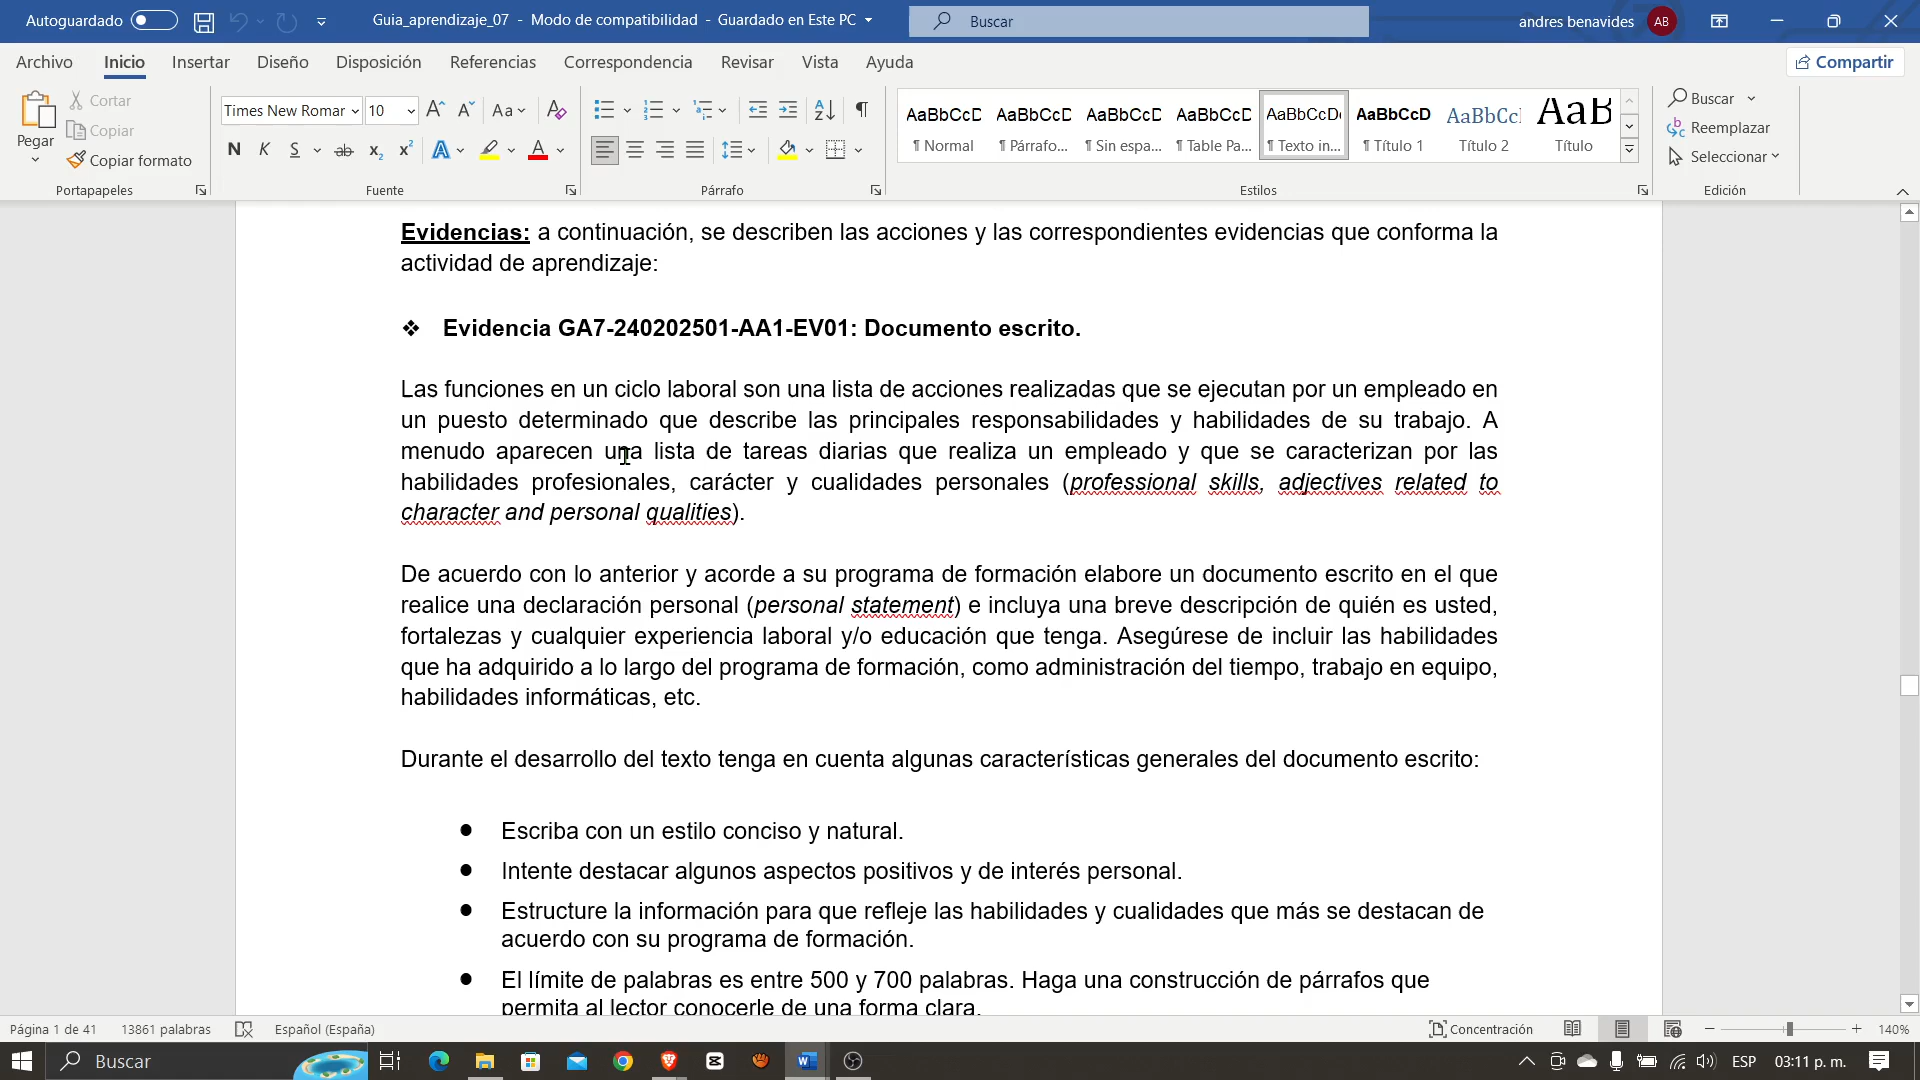 Autoguardado
Guia_aprendizaje_07 - Modo de compatibilidad - Guardado en Este PC
Buscar
andres benavides
AB
Archivo Inicio Insertar Diseño Disposición Referencias Correspondencia Revisar Vista Ayuda
Compartir
Pegar
Cortar
Copiar
Copiar formato
Portapapeles
Times New Romar 10
Fuente
Párrafo
AaBbCcD AaBbCcD AaBbCcD AaBbCcD AaBbCcD AaBbCcD AaBbCcl AaB
¶ Normal ¶ Párrafo... ¶ Sin espa... ¶ Table Pa... ¶ Texto in... ¶ Título 1 Título 2 Título
Estilos
Buscar
Reemplazar
Seleccionar
Edición
Evidencias: a continuación, se describen las acciones y las correspondientes evidencias que conforma la
actividad de aprendizaje:
❖ Evidencia GA7-240202501-AA1-EV01: Documento escrito.
Las funciones en un ciclo laboral son una lista de acciones realizadas que se ejecutan por un empleado en
un puesto determinado que describe las principales responsabilidades y habilidades de su trabajo. A
menudo aparecen una lista de tareas diarias que realiza un empleado y que se caracterizan por las
habilidades profesionales, carácter y cualidades personales (professional skills, adjectives related to
character and personal qualities).
De acuerdo con lo anterior y acorde a su programa de formación elabore un documento escrito en el que
realice una declaración personal (personal statement) e incluya una breve descripción de quién es usted,
fortalezas y cualquier experiencia laboral y/o educación que tenga. Asegúrese de incluir las habilidades
que ha adquirido a lo largo del programa de formación, como administración del tiempo, trabajo en equipo,
habilidades informáticas, etc.
Durante el desarrollo del texto tenga en cuenta algunas características generales del documento escrito:
● Escriba con un estilo conciso y natural.
● Intente destacar algunos aspectos positivos y de interés personal.
● Estructure la información para que refleje las habilidades y cualidades que más se destacan de
acuerdo con su programa de formación.
● El límite de palabras es entre 500 y 700 palabras. Haga una construcción de párrafos que
permita al lector conocerle de una forma clara.
Página 1 de 41 13861 palabras Español (España) Concentración 140%
Buscar
ESP 03:11 p. m.